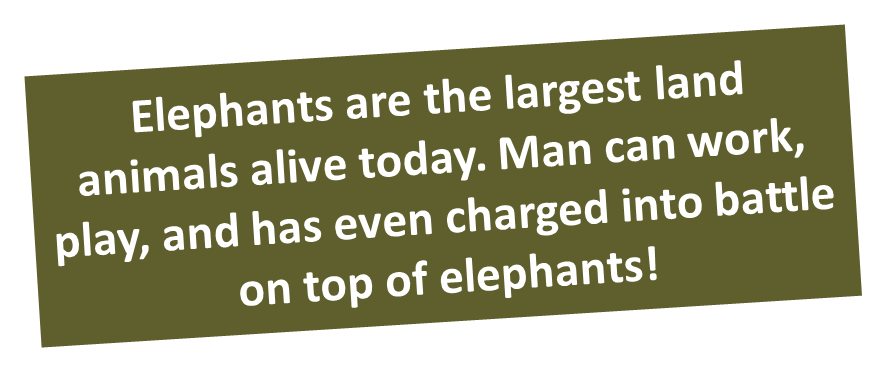 Elephants are the largest land
animals alive today. Man can work,
play, and has even charged into battle
on top of elephants!